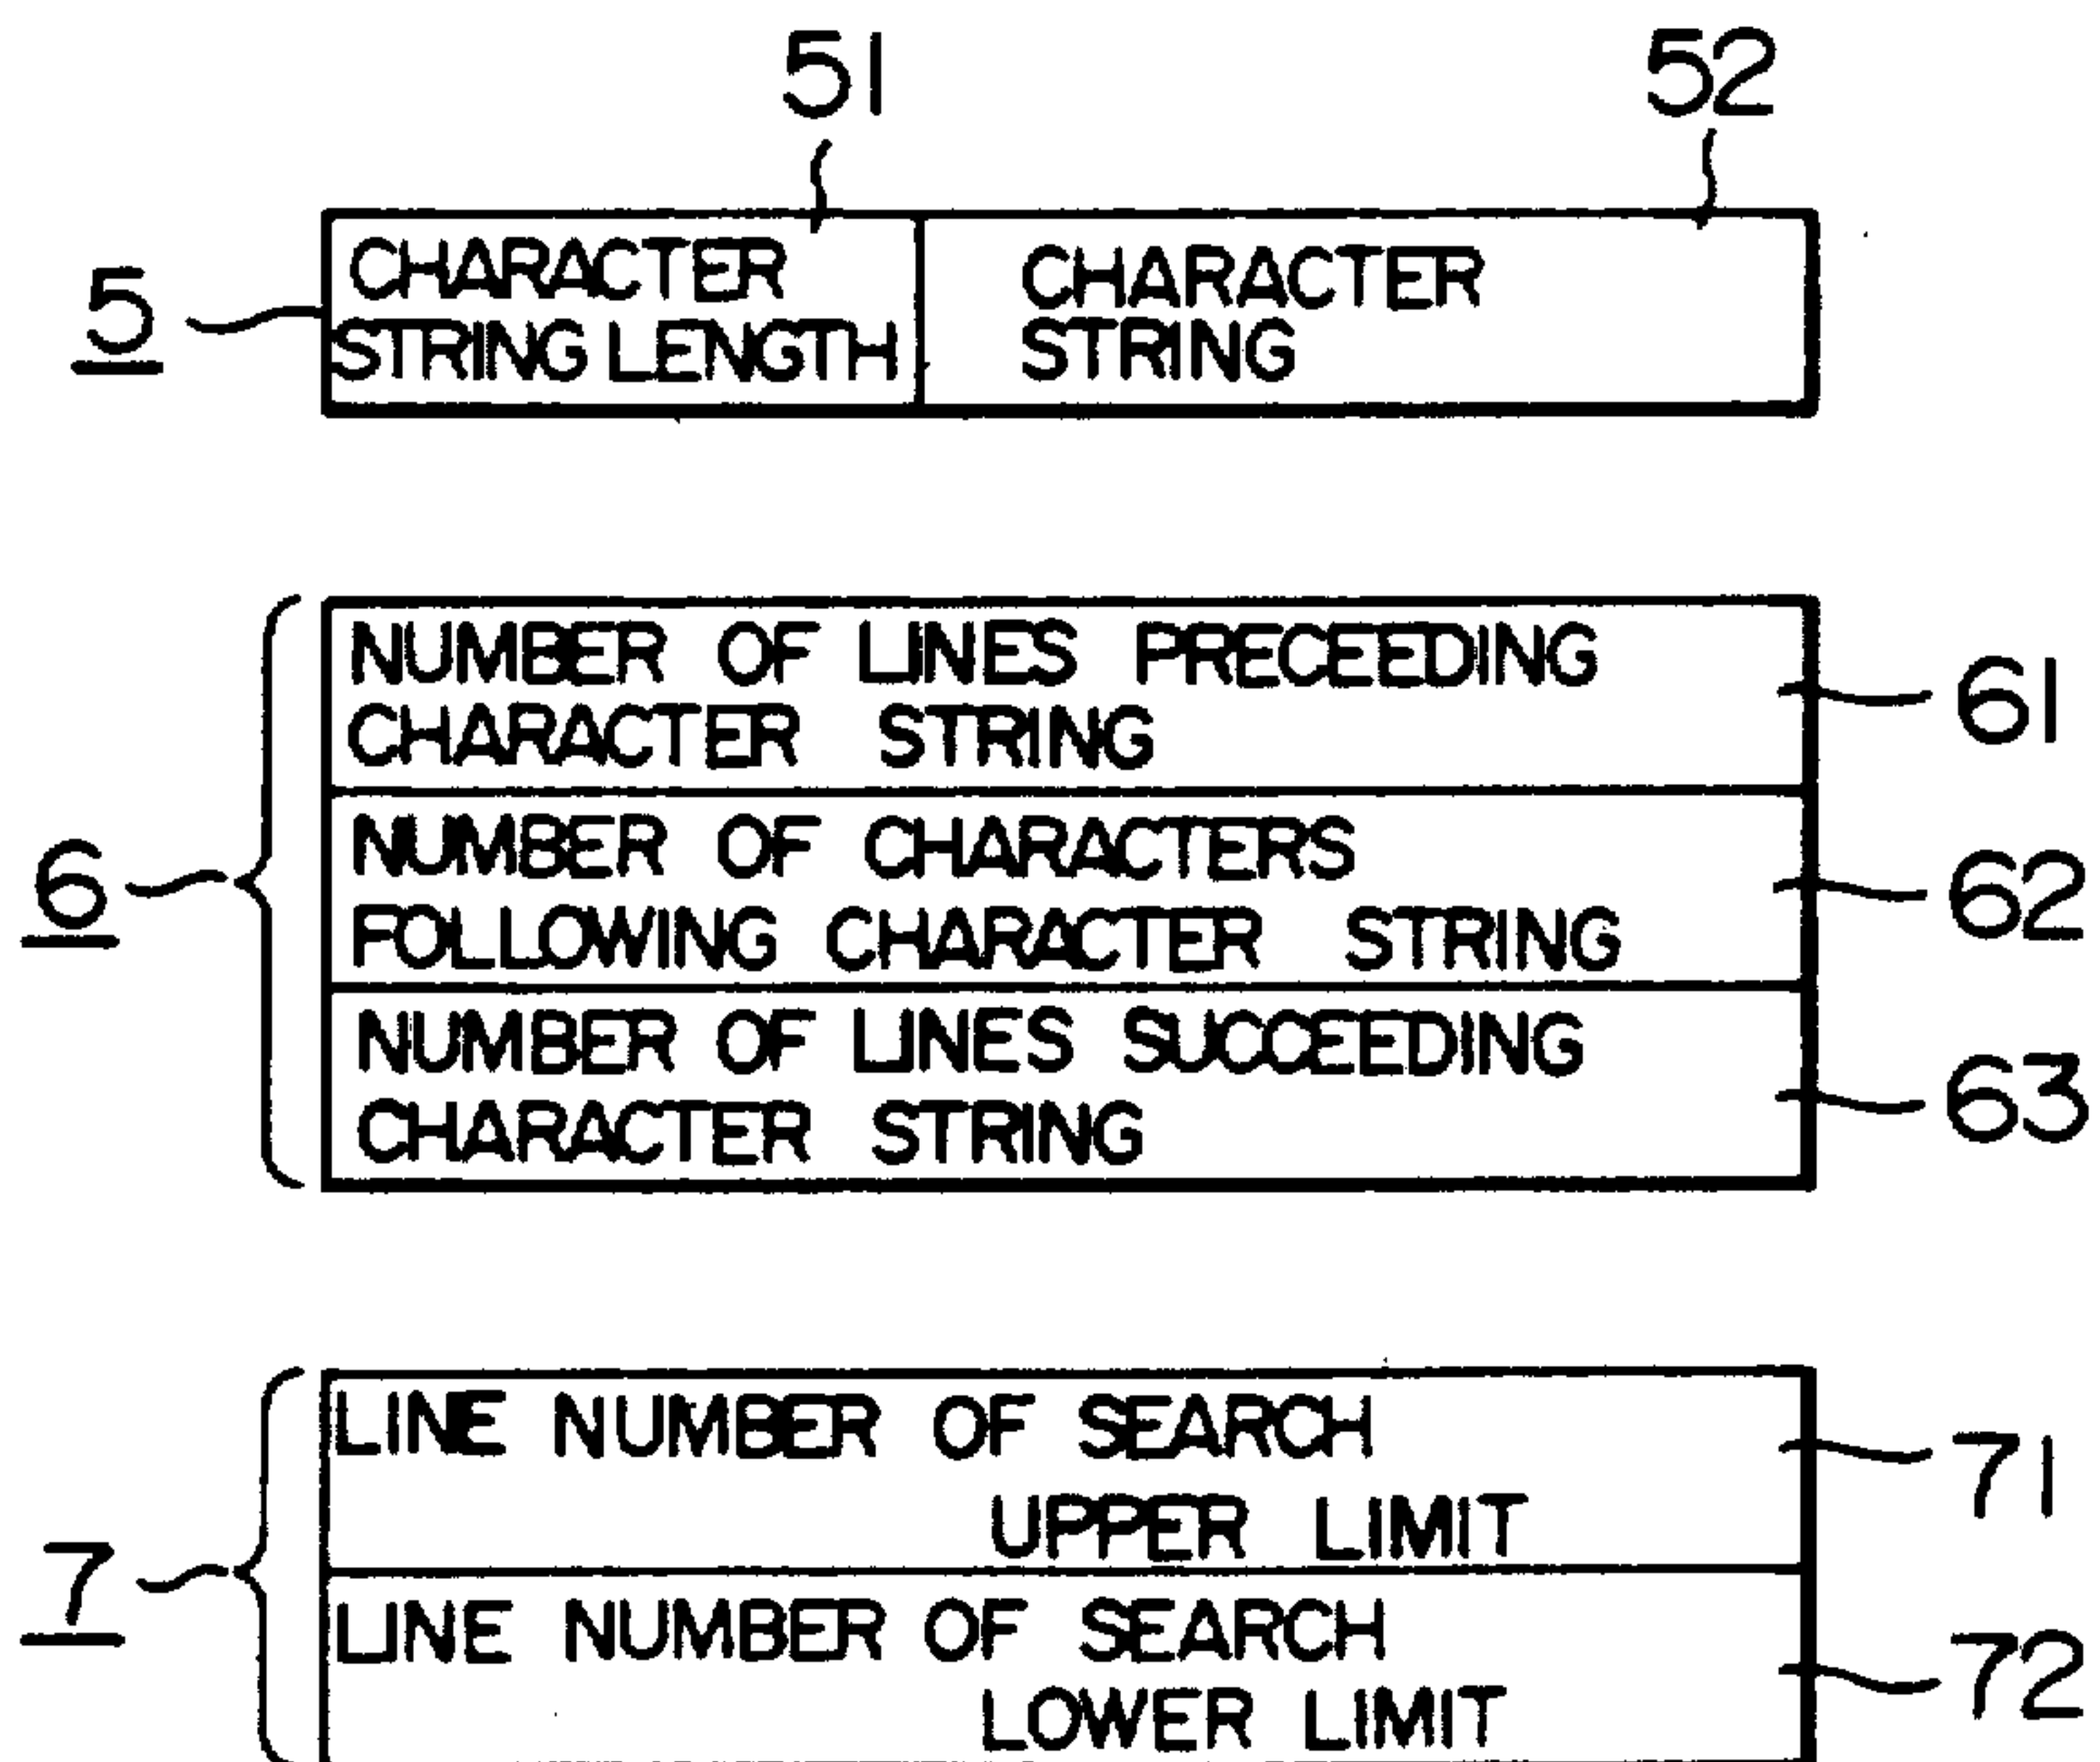 51
52
5
CHARACTER
STRING LENGTH
CHARACTER
STRING
NUMBER OF LINES PRECEEDING
CHARACTER STRING
61
6
NUMBER OF CHARACTERS
FOLLOWING CHARACTER STRING
62
NUMBER OF LINES SUCCEEDING
CHARACTER STRING
63
7
LINE NUMBER OF SEARCH
UPPER LIMIT
71
LINE NUMBER OF SEARCH
LOWER LIMIT
72